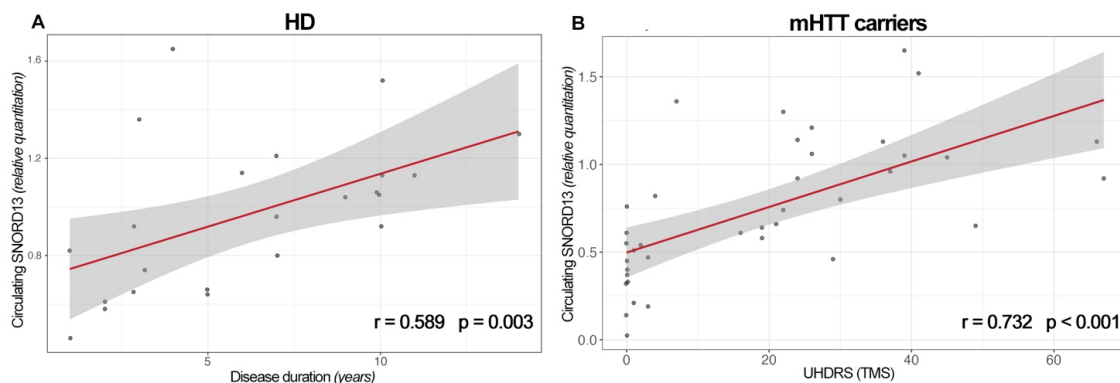 A
HD
Circulating SNORD13 (relative quantitation)
1.6
1.2
0.8
5
10
r = 0.589 p = 0.003
Disease duration (years)
B
mHTT carriers
Circulating SNORD13 (relative quantitation)
1.5
1.0
0.5
0.0
0
20
40
60
r = 0.732 p < 0.001
UHDRS (TMS)